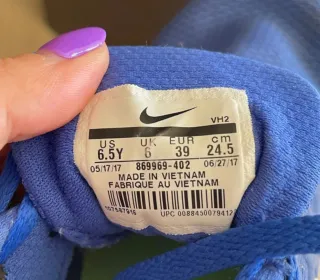 VH2
US UK EUR cm
6.5Y 6 39 24.5
05/17/17 869969-402 06/27/17
MADE IN VIETNAM
FABRIQUE AU VIETNAM
UPC 0088450079412